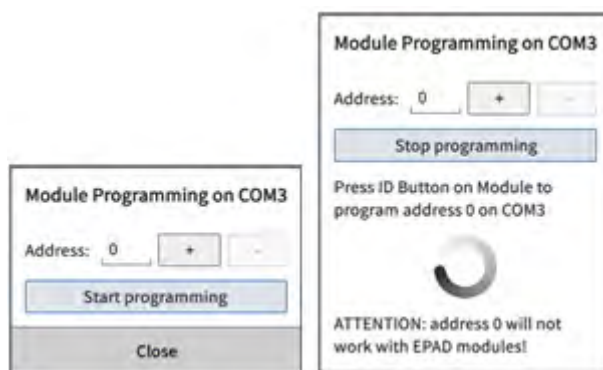 Module Programming on COM3
Address: 0 + -
Start programming
Close
Module Programming on COM3
Address: 0 + -
Stop programming
Press ID Button on Module to
program address 0 on COM3
ATTENTION: address 0 will not
work with EPAD modules!